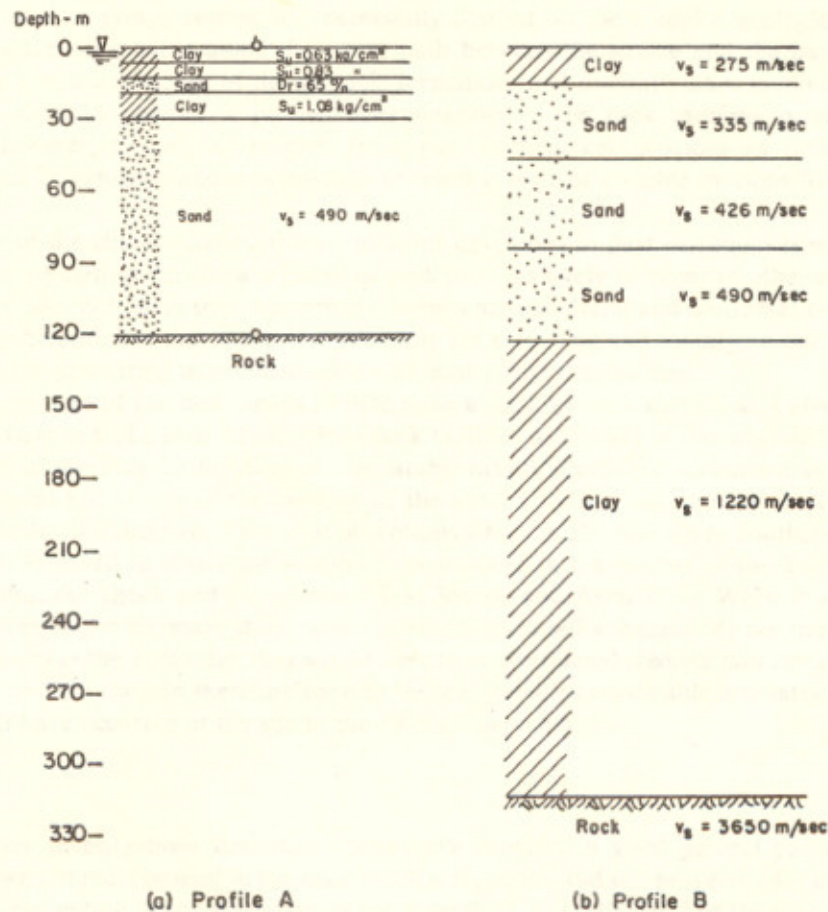 Depth-m
0
30
60
90
120
150
180
210
240
270
300
330
Clay Su = 0.63 kg/cm²
Clay Su = 0.83 "
Sand Dr = 65 %
Clay Su = 1.08 kg/cm²
Sand vs = 490 m/sec
Rock
(a) Profile A
Clay vs = 275 m/sec
Sand vs = 335 m/sec
Sand vs = 426 m/sec
Sand vs = 490 m/sec
Clay vs = 1220 m/sec
Rock vs = 3650 m/sec
(b) Profile B